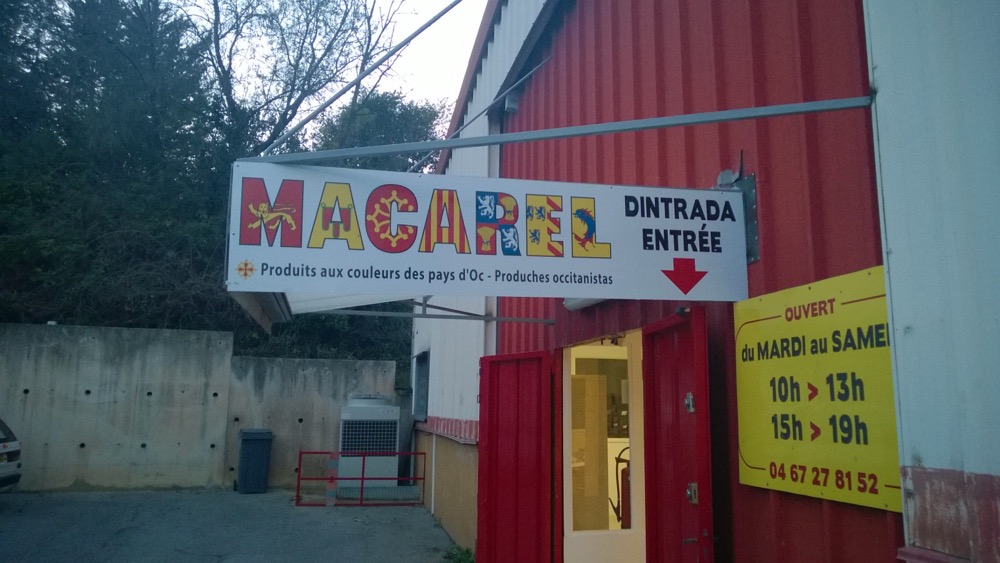 MACAREL
Produits aux couleurs des pays d'Oc - Produches occitanistas
DINTRADA
ENTRÉE
OUVERT
du MARDI au SAMEDI
10h > 13h
15h > 19h
04 67 27 81 52